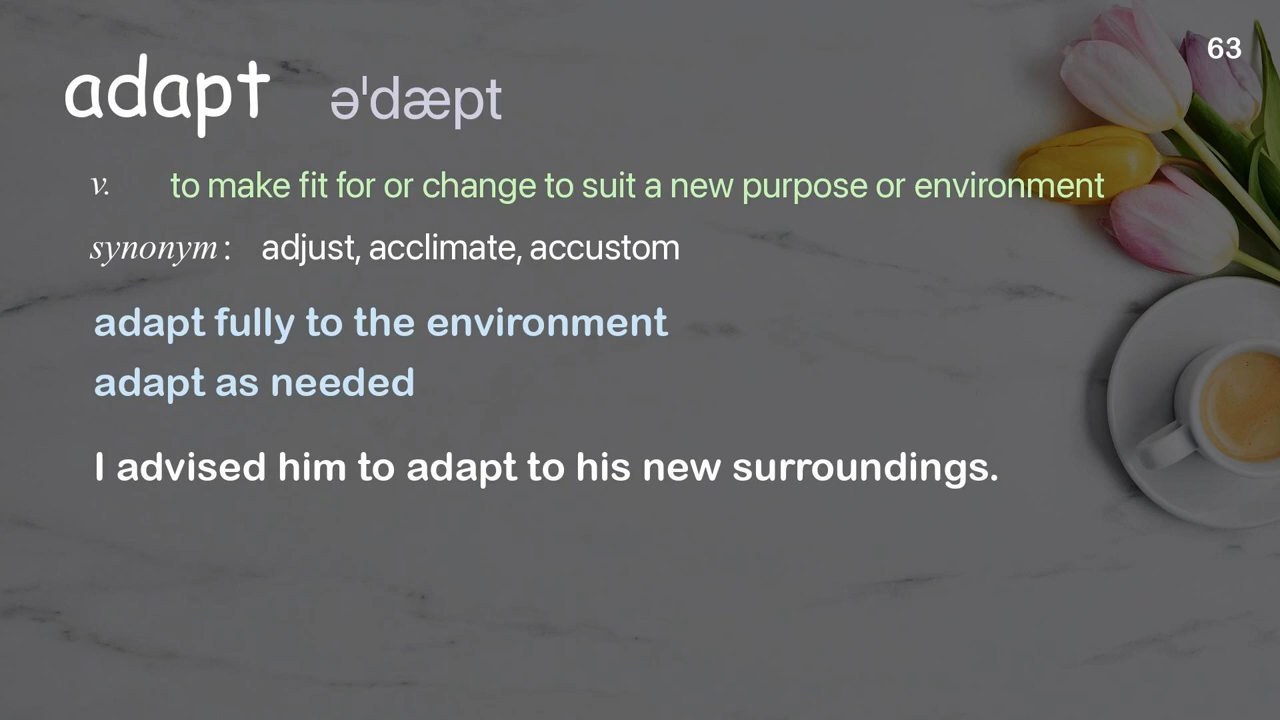 63
adapt əˈdæpt
v. to make fit for or change to suit a new purpose or environment
synonym: adjust, acclimate, accustom
adapt fully to the environment
adapt as needed
I advised him to adapt to his new surroundings.